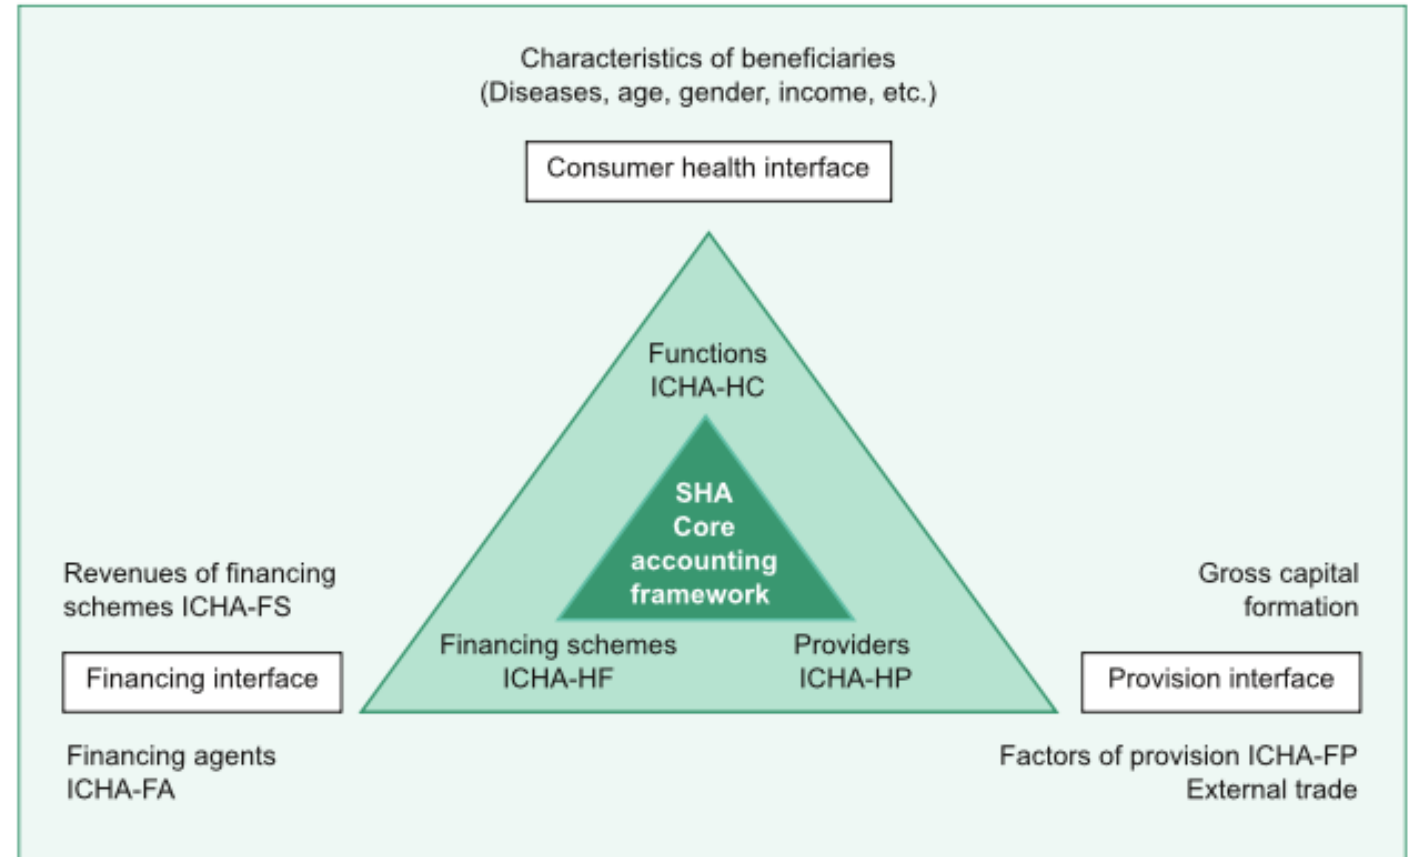 Characteristics of beneficiaries
(Diseases, age, gender, income, etc.)
Consumer health interface
Functions
ICHA-HC
SHA
Core
accounting
framework
Revenues of financing
schemes ICHA-FS
Financing interface
Financing agents
ICHA-FA
Financing schemes
ICHA-HF
Providers
ICHA-HP
Gross capital
formation
Provision interface
Factors of provision ICHA-FP
External trade